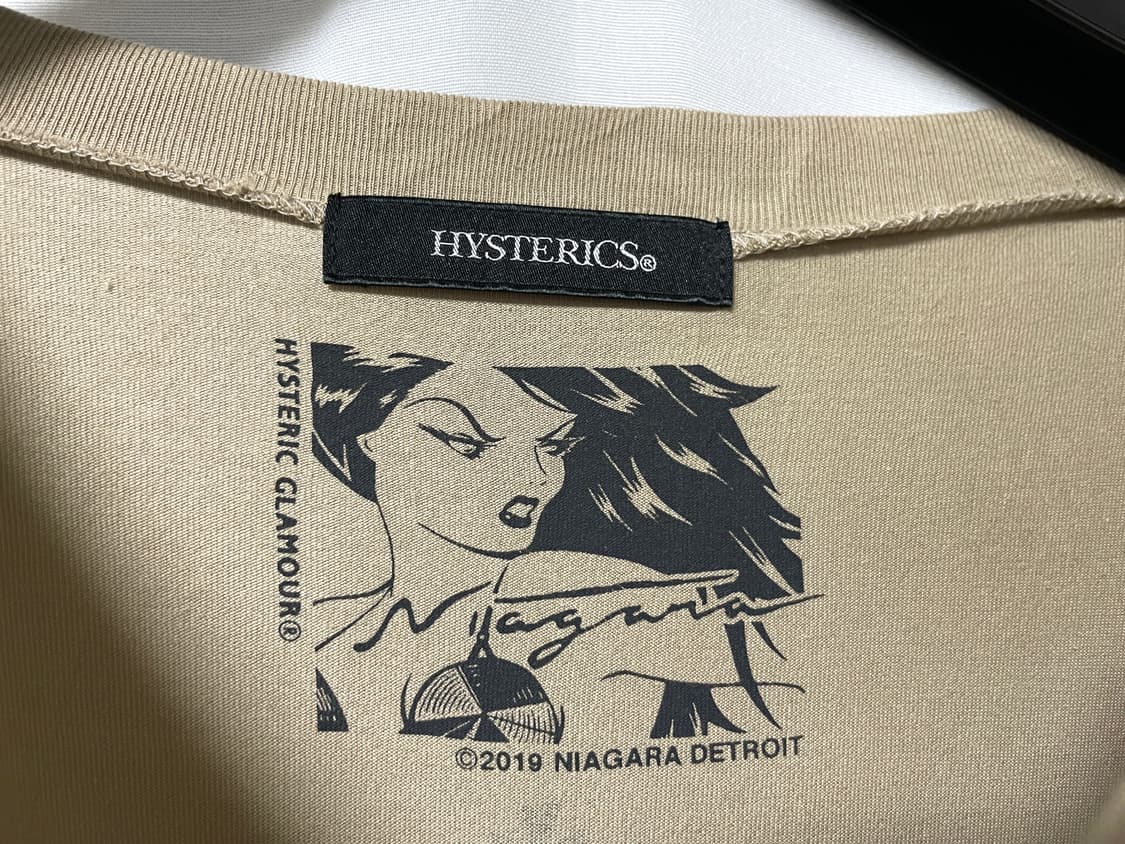 HYSTERICS®
HYSTERIC GLAMOUR®
Niagara
©2019 NIAGARA DETROIT